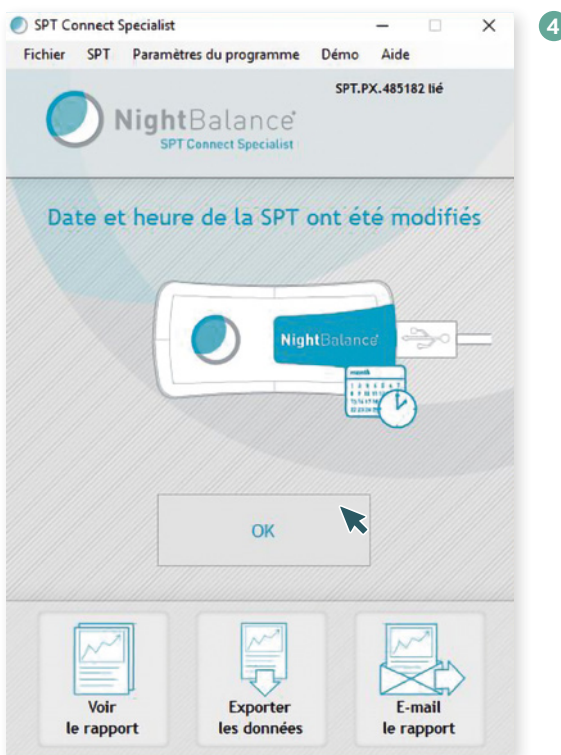 SPT Connect Specialist
4
Fichier SPT Paramètres du programme Démo Aide
SPT.PX.485182 lié
NightBalance
SPT Connect Specialist
Date et heure de la SPT ont été modifiés
NightBalance
OK
Voir
le rapport
Exporter
les données
E-mail
le rapport